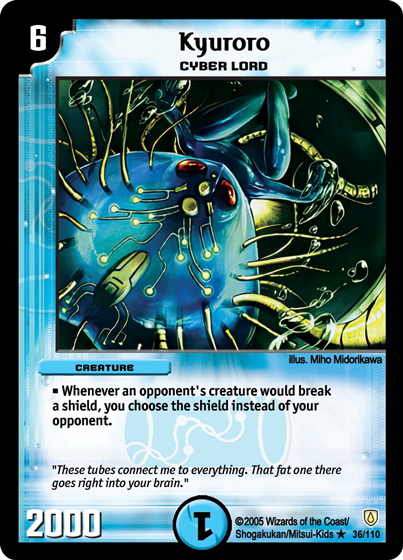 6
Kyuroro
CYBER LORD
illus. Miho Midorikawa
CREATURE
▪ Whenever an opponent's creature would break
a shield, you choose the shield instead of your
opponent.
"These tubes connect me to everything. That fat one there
goes right into your brain."
2000
1
©2005 Wizards of the Coast/
Shogakukan/Mitsui-Kids ★ 36/110